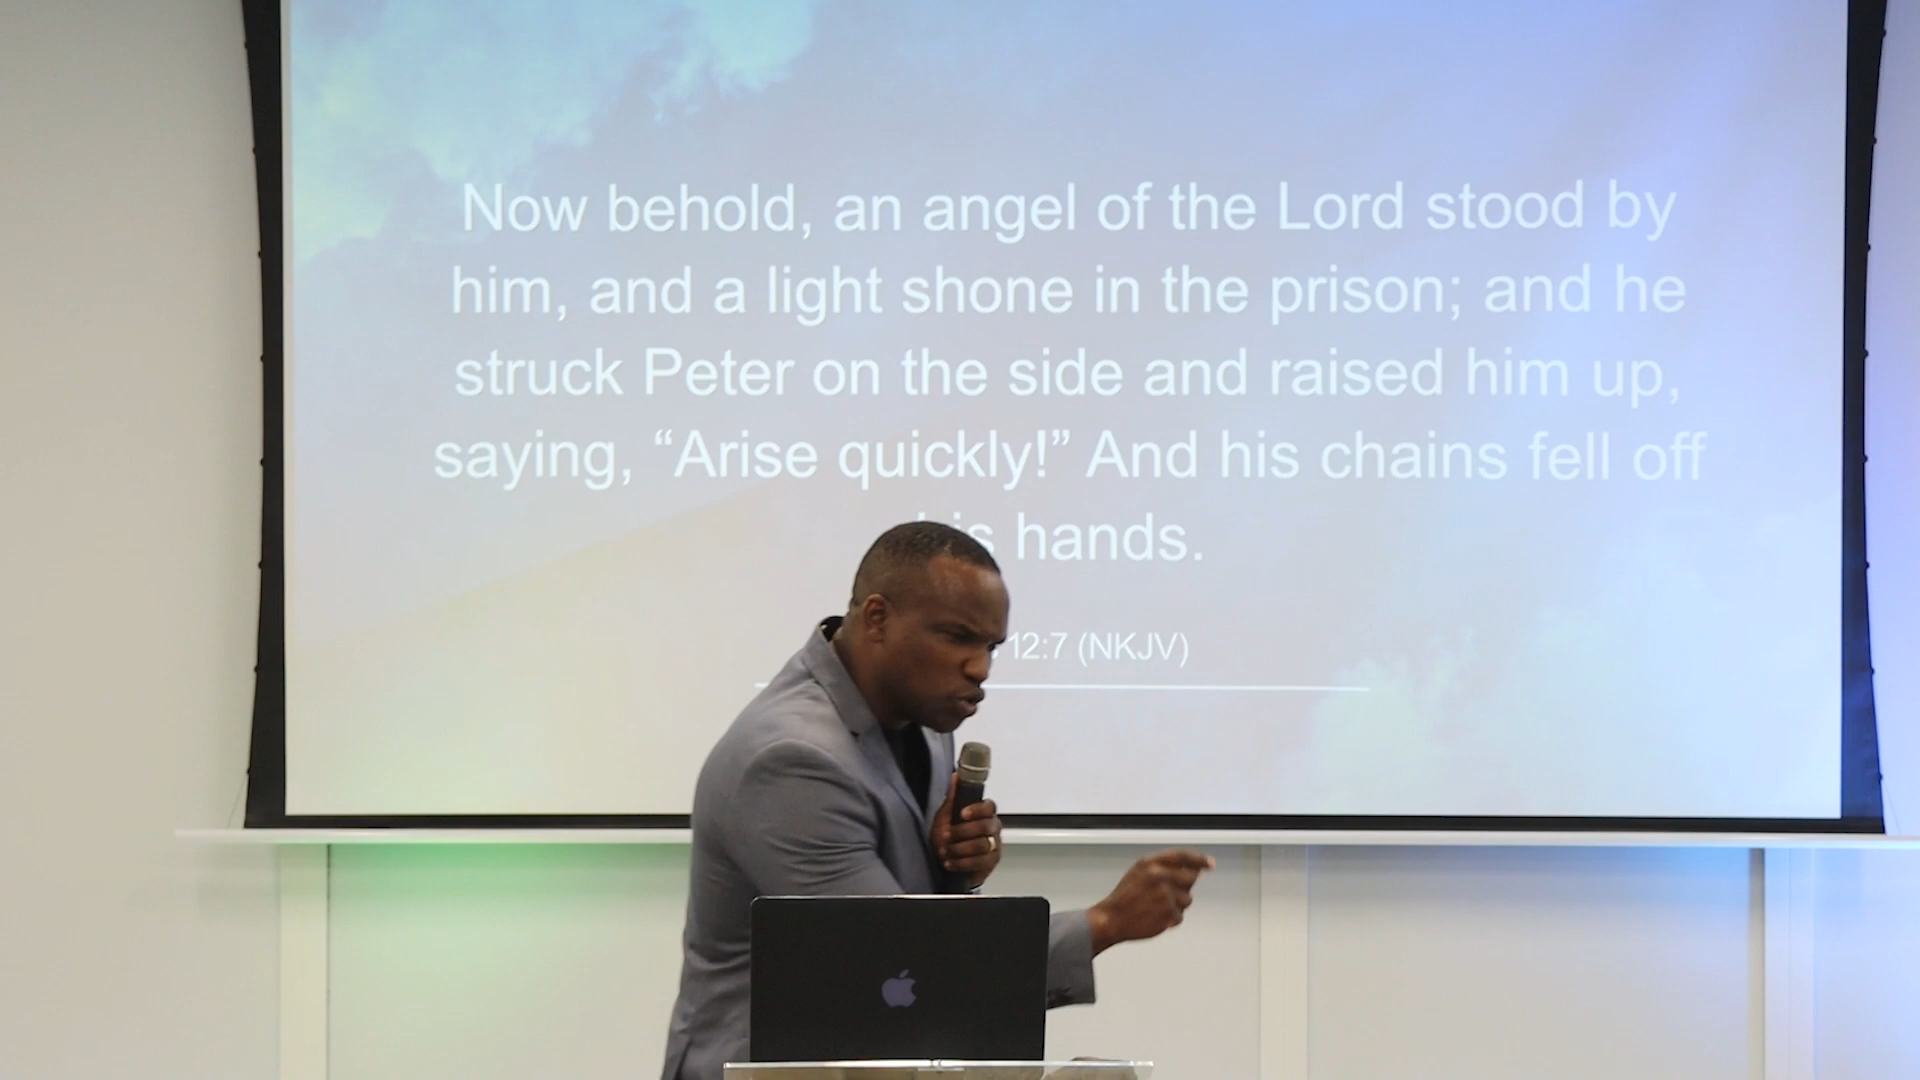 Now behold, an angel of the Lord stood by
him, and a light shone in the prison; and he
struck Peter on the side and raised him up,
saying, “Arise quickly!” And his chains fell off
hands.
12:7 (NKJV)